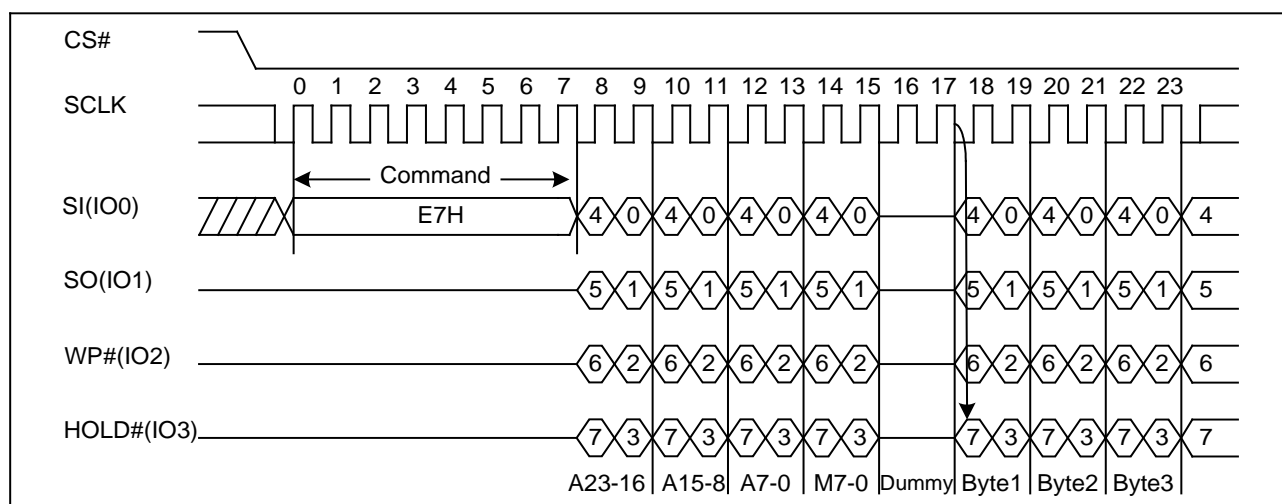 CS#
0 1 2 3 4 5 6 7 8 9 10 11 12 13 14 15 16 17 18 19 20 21 22 23
SCLK
Command
SI(IO0) E7H 4 0 4 0 4 0 4 0 4 0 4 0 4 0 4
SO(IO1) 5 1 5 1 5 1 5 1 5 1 5 1 5 1 5
WP#(IO2) 6 2 6 2 6 2 6 2 6 2 6 2 6 2 6
HOLD#(IO3) 7 3 7 3 7 3 7 3 7 3 7 3 7 3 7
A23-16 A15-8 A7-0 M7-0 Dummy Byte1 Byte2 Byte3